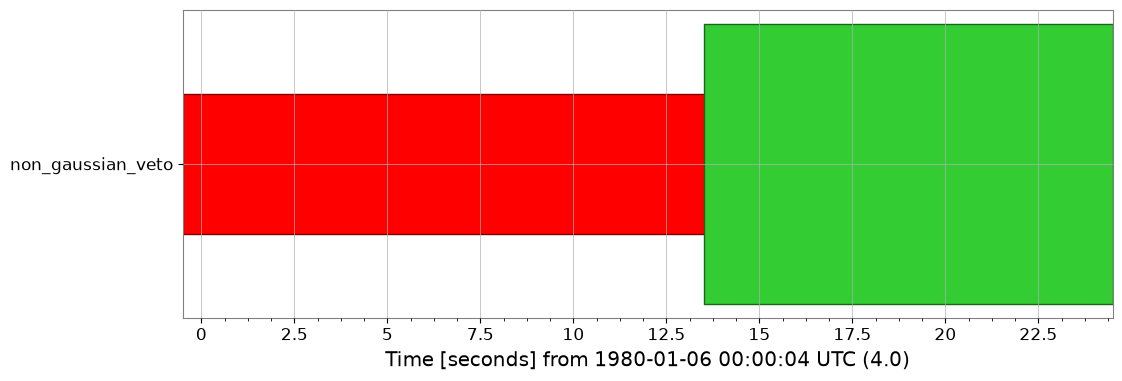 non_gaussian_veto
0 2.5 5 7.5 10 12.5 15 17.5 20 22.5
Time [seconds] from 1980-01-06 00:00:04 UTC (4.0)